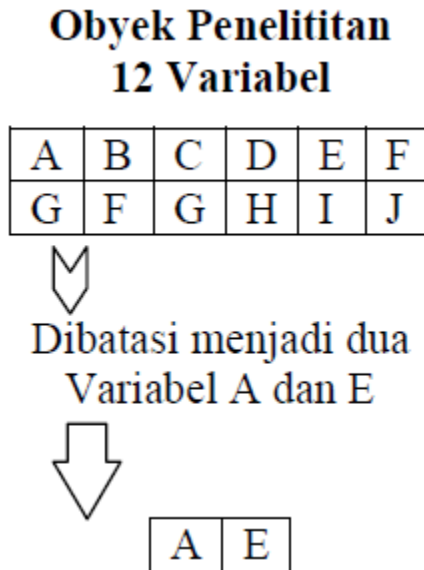 Obyek Penelititan
12 Variabel
A B C D E F
G F G H I J
Dibatasi menjadi dua
Variabel A dan E
A E